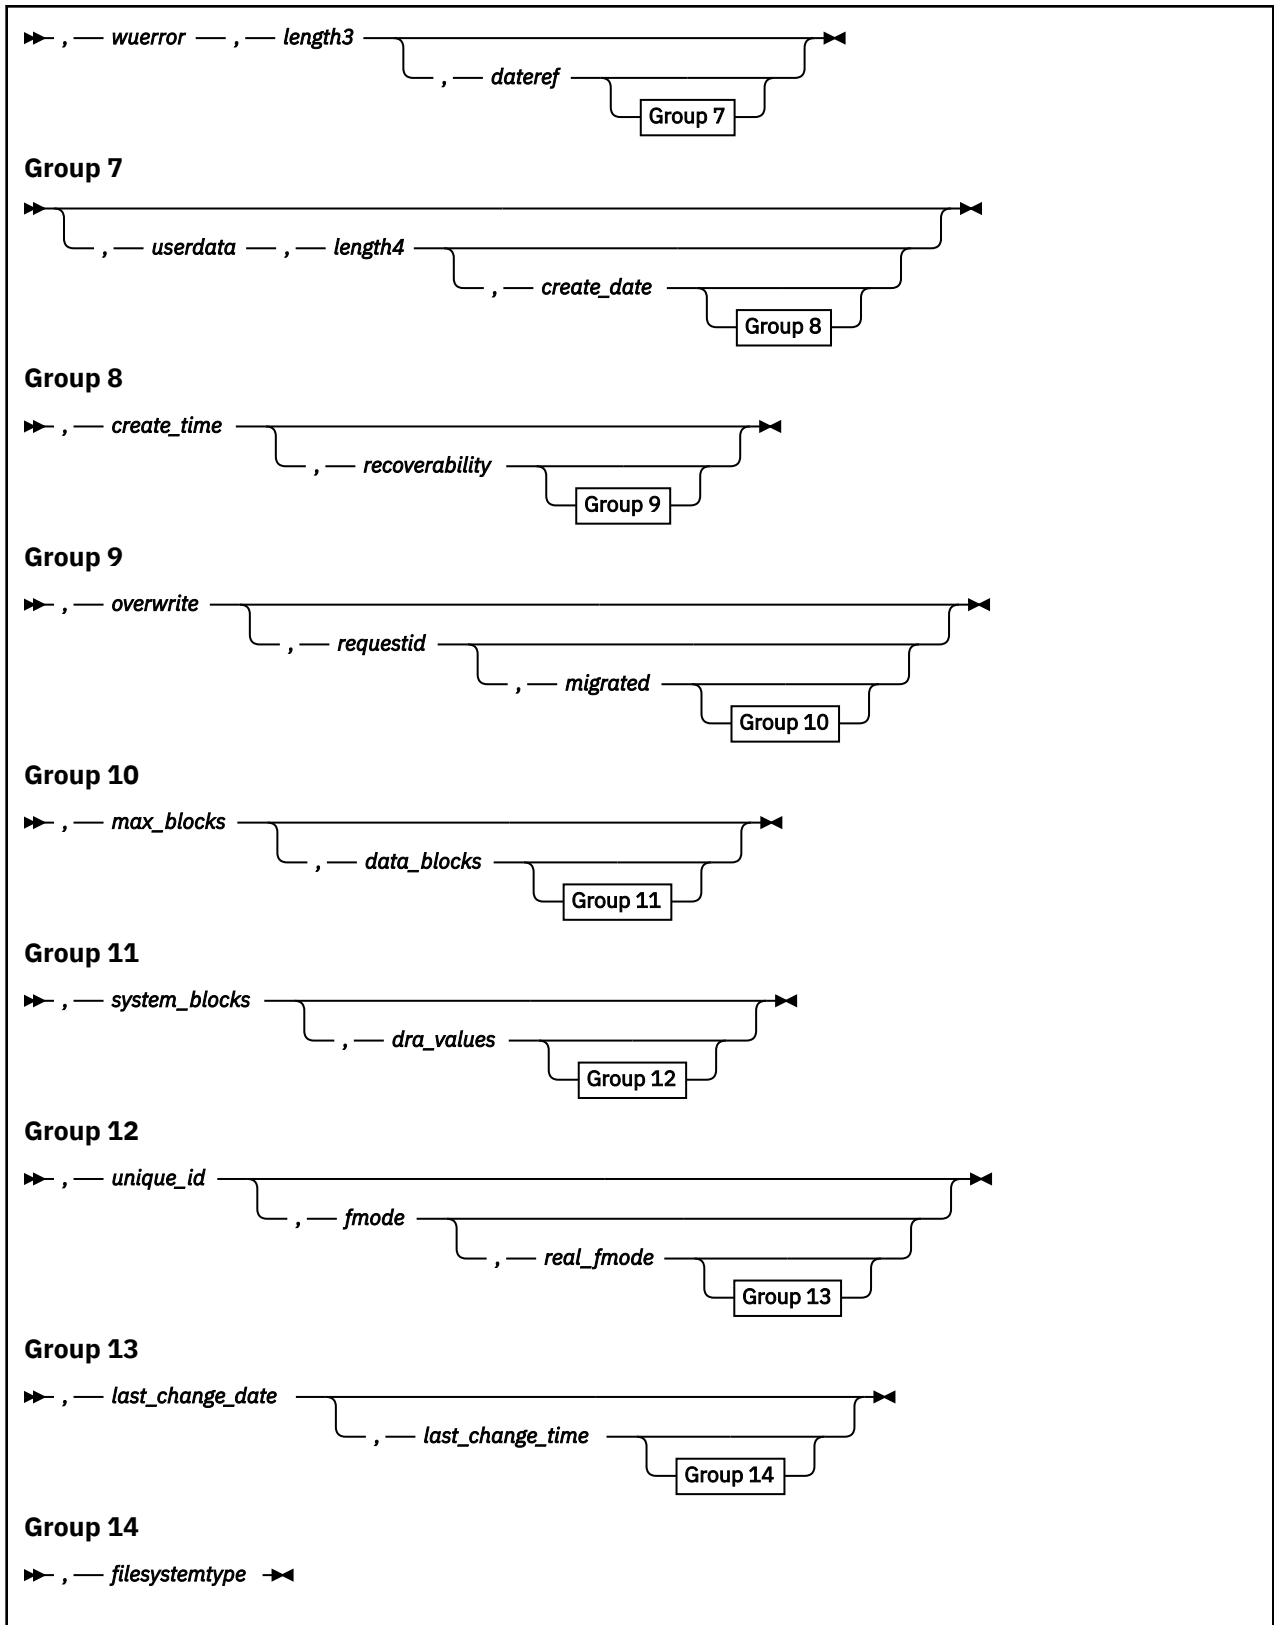 , wuerror , length3
, dateref
Group 7
Group 7
, userdata , length4
, create_date
Group 8
Group 8
, create_time
, recoverability
Group 9
Group 9
, overwrite
, requestid
, migrated
Group 10
Group 10
, max_blocks
, data_blocks
Group 11
Group 11
, system_blocks
, dra_values
Group 12
Group 12
, unique_id
, fmode
, real_fmode
Group 13
Group 13
, last_change_date
, last_change_time
Group 14
Group 14
, filesystemtype